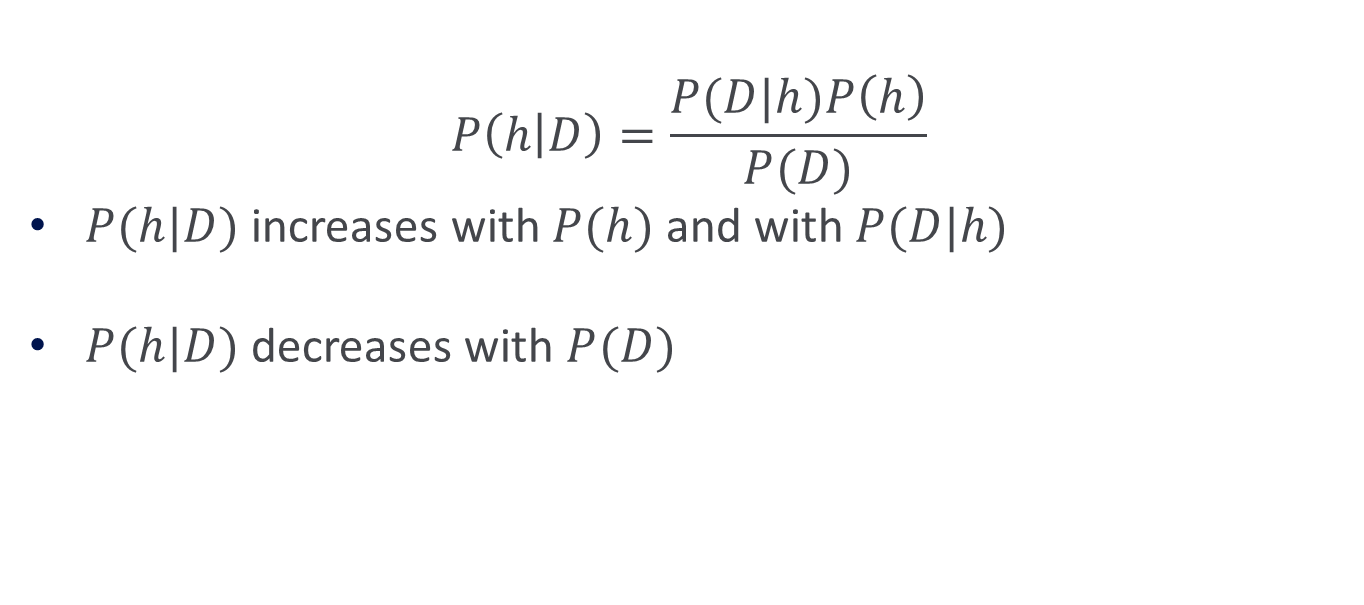 P(h|D) = P(D|h)P(h) / P(D)
• P(h|D) increases with P(h) and with P(D|h)
• P(h|D) decreases with P(D)